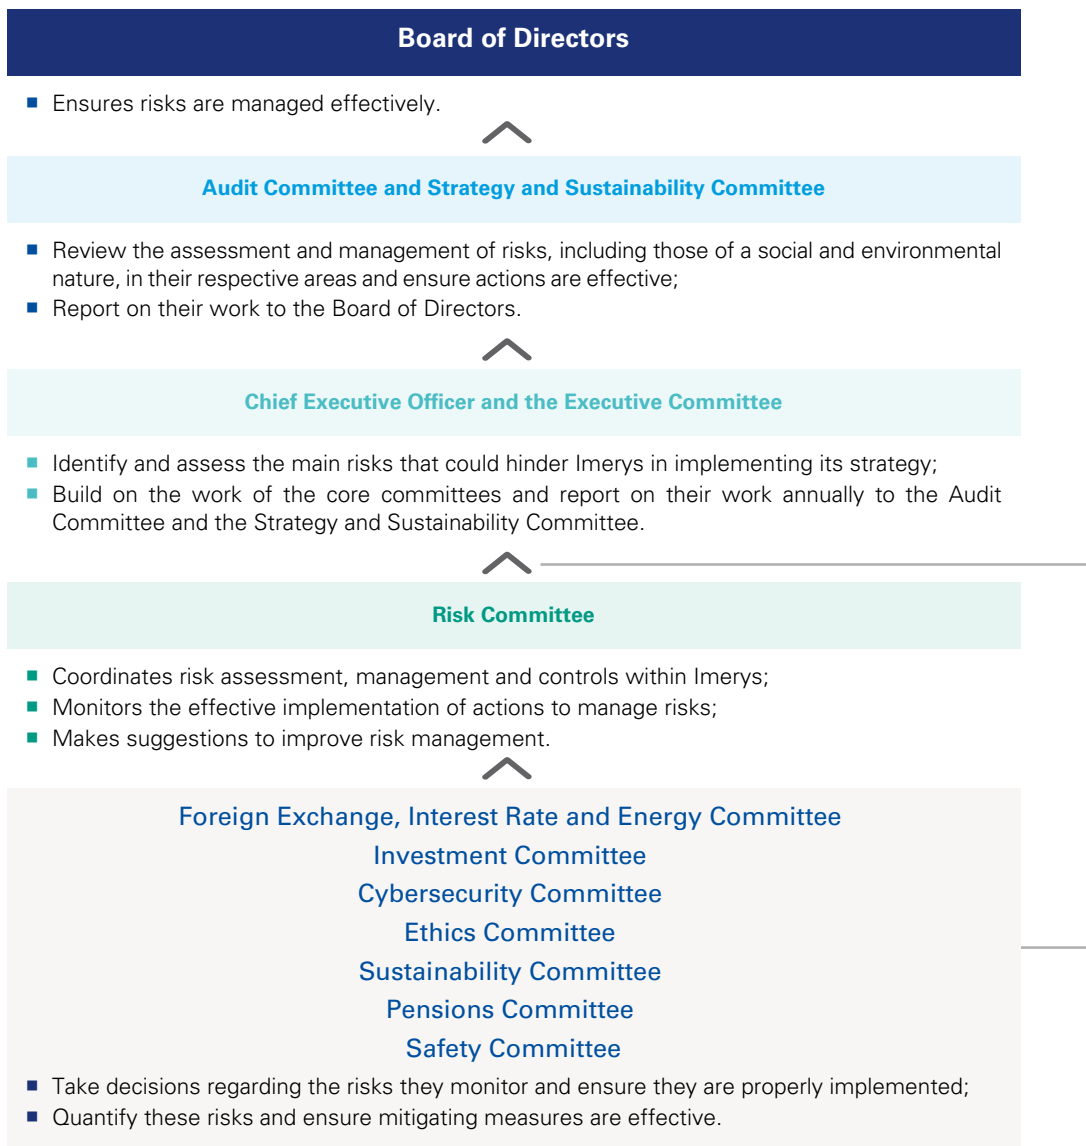 Board of Directors
■ Ensures risks are managed effectively.
Audit Committee and Strategy and Sustainability Committee
■ Review the assessment and management of risks, including those of a social and environmental
nature, in their respective areas and ensure actions are effective;
■ Report on their work to the Board of Directors.
Chief Executive Officer and the Executive Committee
■ Identify and assess the main risks that could hinder Imerys in implementing its strategy;
■ Build on the work of the core committees and report on their work annually to the Audit
Committee and the Strategy and Sustainability Committee.
Risk Committee
■ Coordinates risk assessment, management and controls within Imerys;
■ Monitors the effective implementation of actions to manage risks;
■ Makes suggestions to improve risk management.
Foreign Exchange, Interest Rate and Energy Committee
Investment Committee
Cybersecurity Committee
Ethics Committee
Sustainability Committee
Pensions Committee
Safety Committee
■ Take decisions regarding the risks they monitor and ensure they are properly implemented;
■ Quantify these risks and ensure mitigating measures are effective.